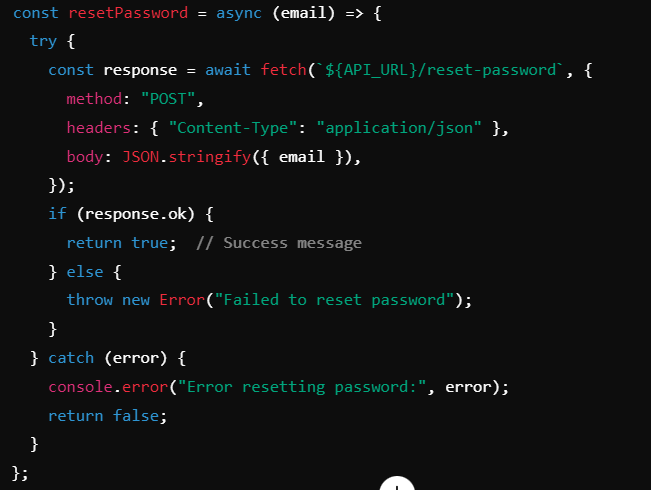 const resetPassword = async (email) => {
  try {
    const response = await fetch(`${API_URL}/reset-password`, {
      method: "POST",
      headers: { "Content-Type": "application/json" },
      body: JSON.stringify({ email }),
    });
    if (response.ok) {
      return true;  // Success message
    } else {
      throw new Error("Failed to reset password");
    }
  } catch (error) {
    console.error("Error resetting password:", error);
    return false;
  }
};